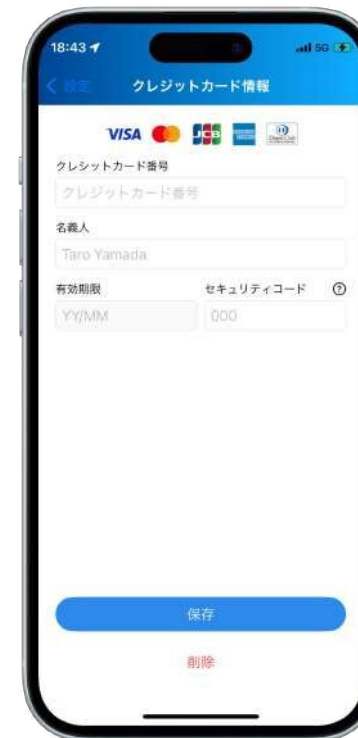 18:43 5G
設定 クレジットカード情報
VISA JCB
クレシットカード番号
クレジットカード番号
名義人
Taro Yamada
有効期限 セキュリティコード ?
YY/MM 000
保存
削除